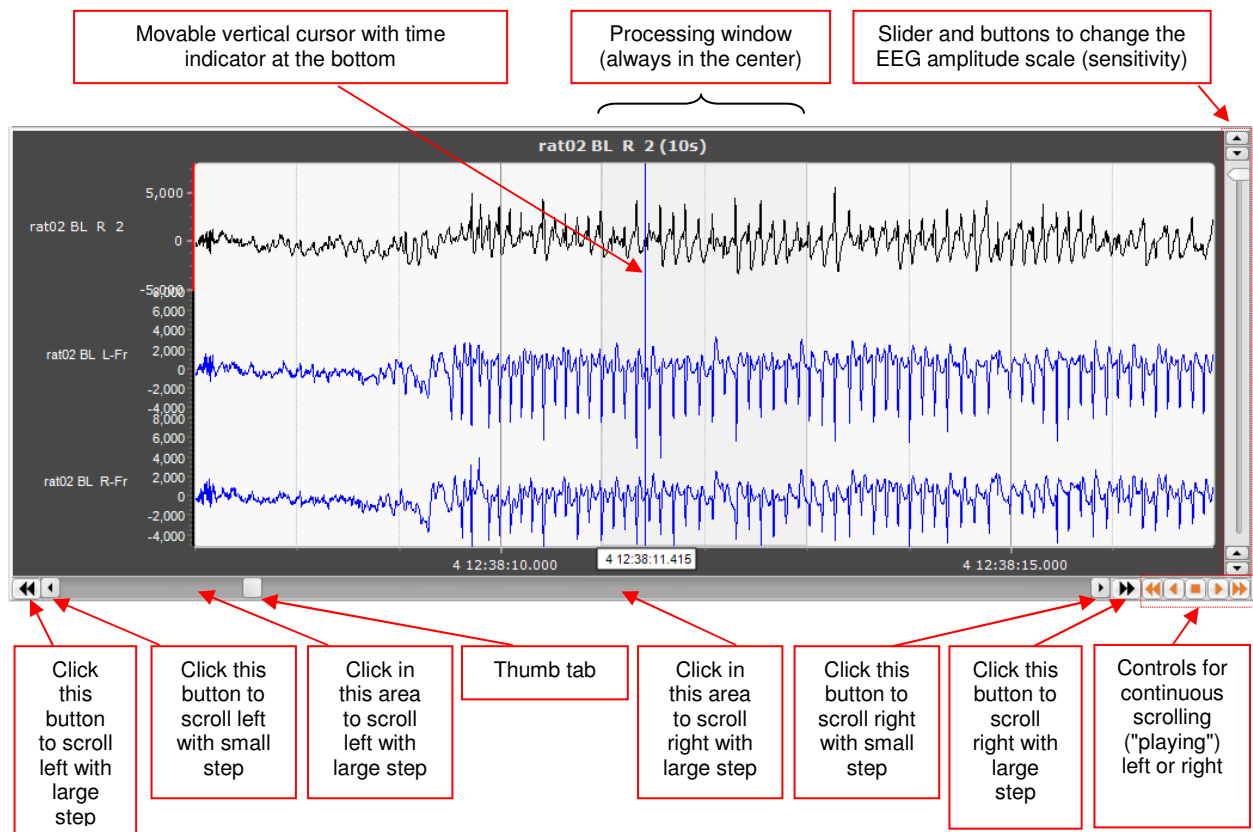 Movable vertical cursor with time
indicator at the bottom
Processing window
(always in the center)
Slider and buttons to change the
EEG amplitude scale (sensitivity)
rat02 BL R 2 (10s)
rat02 BL R 2
5,000
0
-5,000
rat02 BL L-Fr
8,000
6,000
4,000
2,000
0
-2,000
-4,000
rat02 BL R-Fr
8,000
6,000
4,000
2,000
0
-2,000
-4,000
4 12:38:10.000
4 12:38:11.415
4 12:38:15.000
Click
this
button
to scroll
left with
large
step
Click this
button to
scroll left
with small
step
Click in
this area
to scroll
left with
large step
Thumb tab
Click in
this area
to scroll
right with
large step
Click this
button to
scroll right
with small
step
Click this
button to
scroll
right with
large
step
Controls for
continuous
scrolling
("playing")
left or right